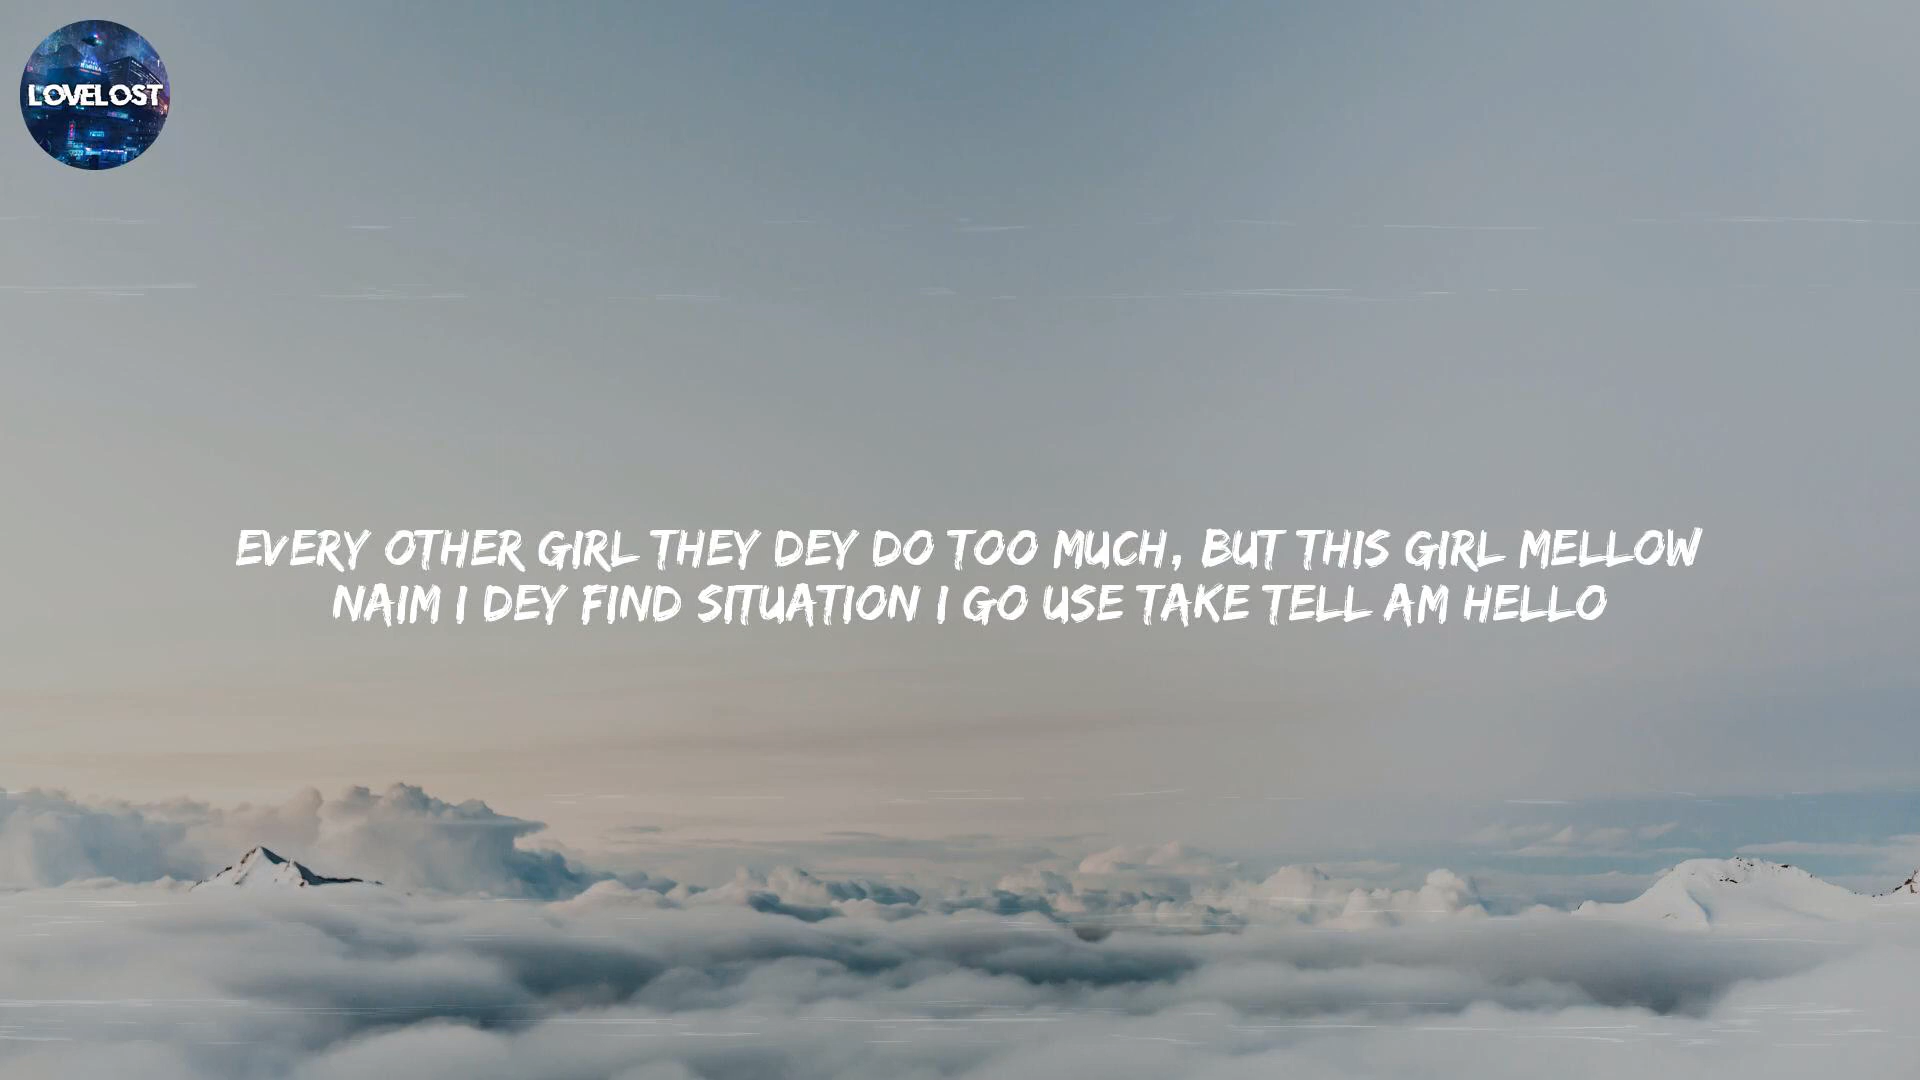 LOVELOST
EVERY OTHER GIRL THEY DEY DO TOO MUCH, BUT THIS GIRL MELLOW
NAIM I DEY FIND SITUATION I GO USE TAKE TELL AM HELLO